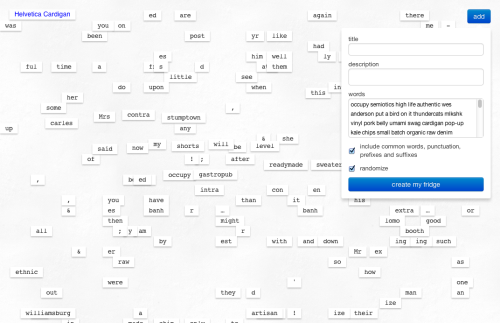 Helvetica Cardigan
ed are again there add
was you on me –
been post yr like title
had
es him well ly
ful time a s d them description
little see
do upon when this in words
her occupy semiotics high life authentic wes
some , anderson put a bird on it thundercats mlkshk
Mrs contra stumptown vinyl pork belly umami swag cardigan pop-up
caries any kale chips small batch organic raw denim
up
& she
my shorts will be level include common words, punctuation,
said now prefixes and suffixes
of ! ; after
readymade sweater randomize
, ed occupy gastropub
create my fridge
intra con en
, you have than it his
& es banh r … banh extra … or
then might lomo good
all ; y am booth
by est with and down ing ing such
& er Mr ex
raw so as
ethnic how
were ' one
out they d man an
ize
williamsburg artisan ! ize their